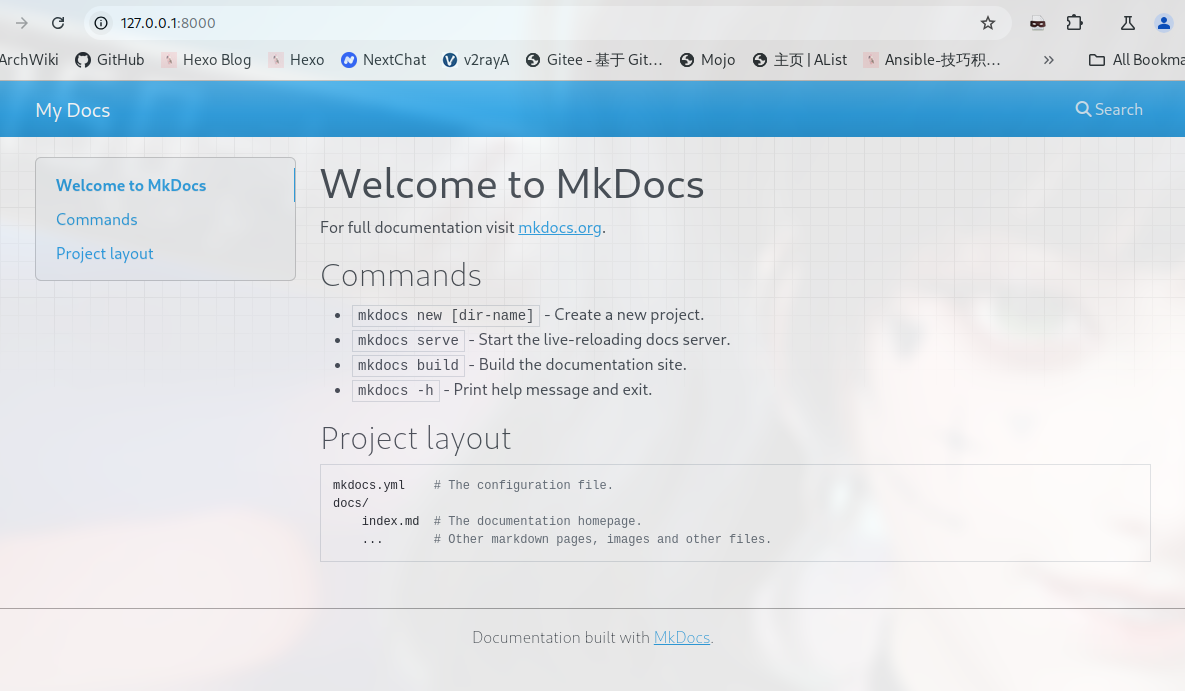 127.0.0.1:8000
ArchWiki GitHub Hexo Blog Hexo NextChat v2rayA Gitee - 基于 Git… Mojo 主页 | AList Ansible-技巧积… » All Bookma
My Docs Search
Welcome to MkDocs
Commands
Project layout
Welcome to MkDocs
For full documentation visit mkdocs.org.
Commands
mkdocs new [dir-name] - Create a new project.
mkdocs serve - Start the live-reloading docs server.
mkdocs build - Build the documentation site.
mkdocs -h - Print help message and exit.
Project layout
mkdocs.yml    # The configuration file.
docs/
    index.md  # The documentation homepage.
    ...       # Other markdown pages, images and other files.
Documentation built with MkDocs.